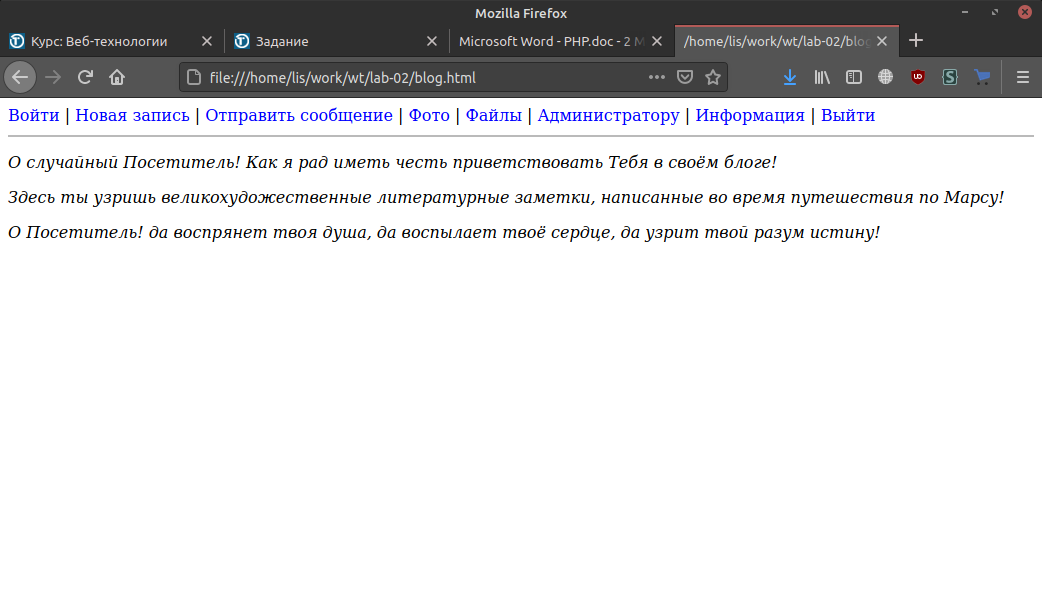 Mozilla Firefox
Курс: Веб-технологии
Задание
Microsoft Word - PHP.doc - 2 M
/home/lis/work/wt/lab-02/blog
file:///home/lis/work/wt/lab-02/blog.html
Войти | Новая запись | Отправить сообщение | Фото | Файлы | Администратору | Информация | Выйти
О случайный Посетитель! Как я рад иметь честь приветствовать Тебя в своём блоге!
Здесь ты узришь великохудожественные литературные заметки, написанные во время путешествия по Марсу!
О Посетитель! да воспрянет твоя душа, да воспылает твоё сердце, да узрит твой разум истину!